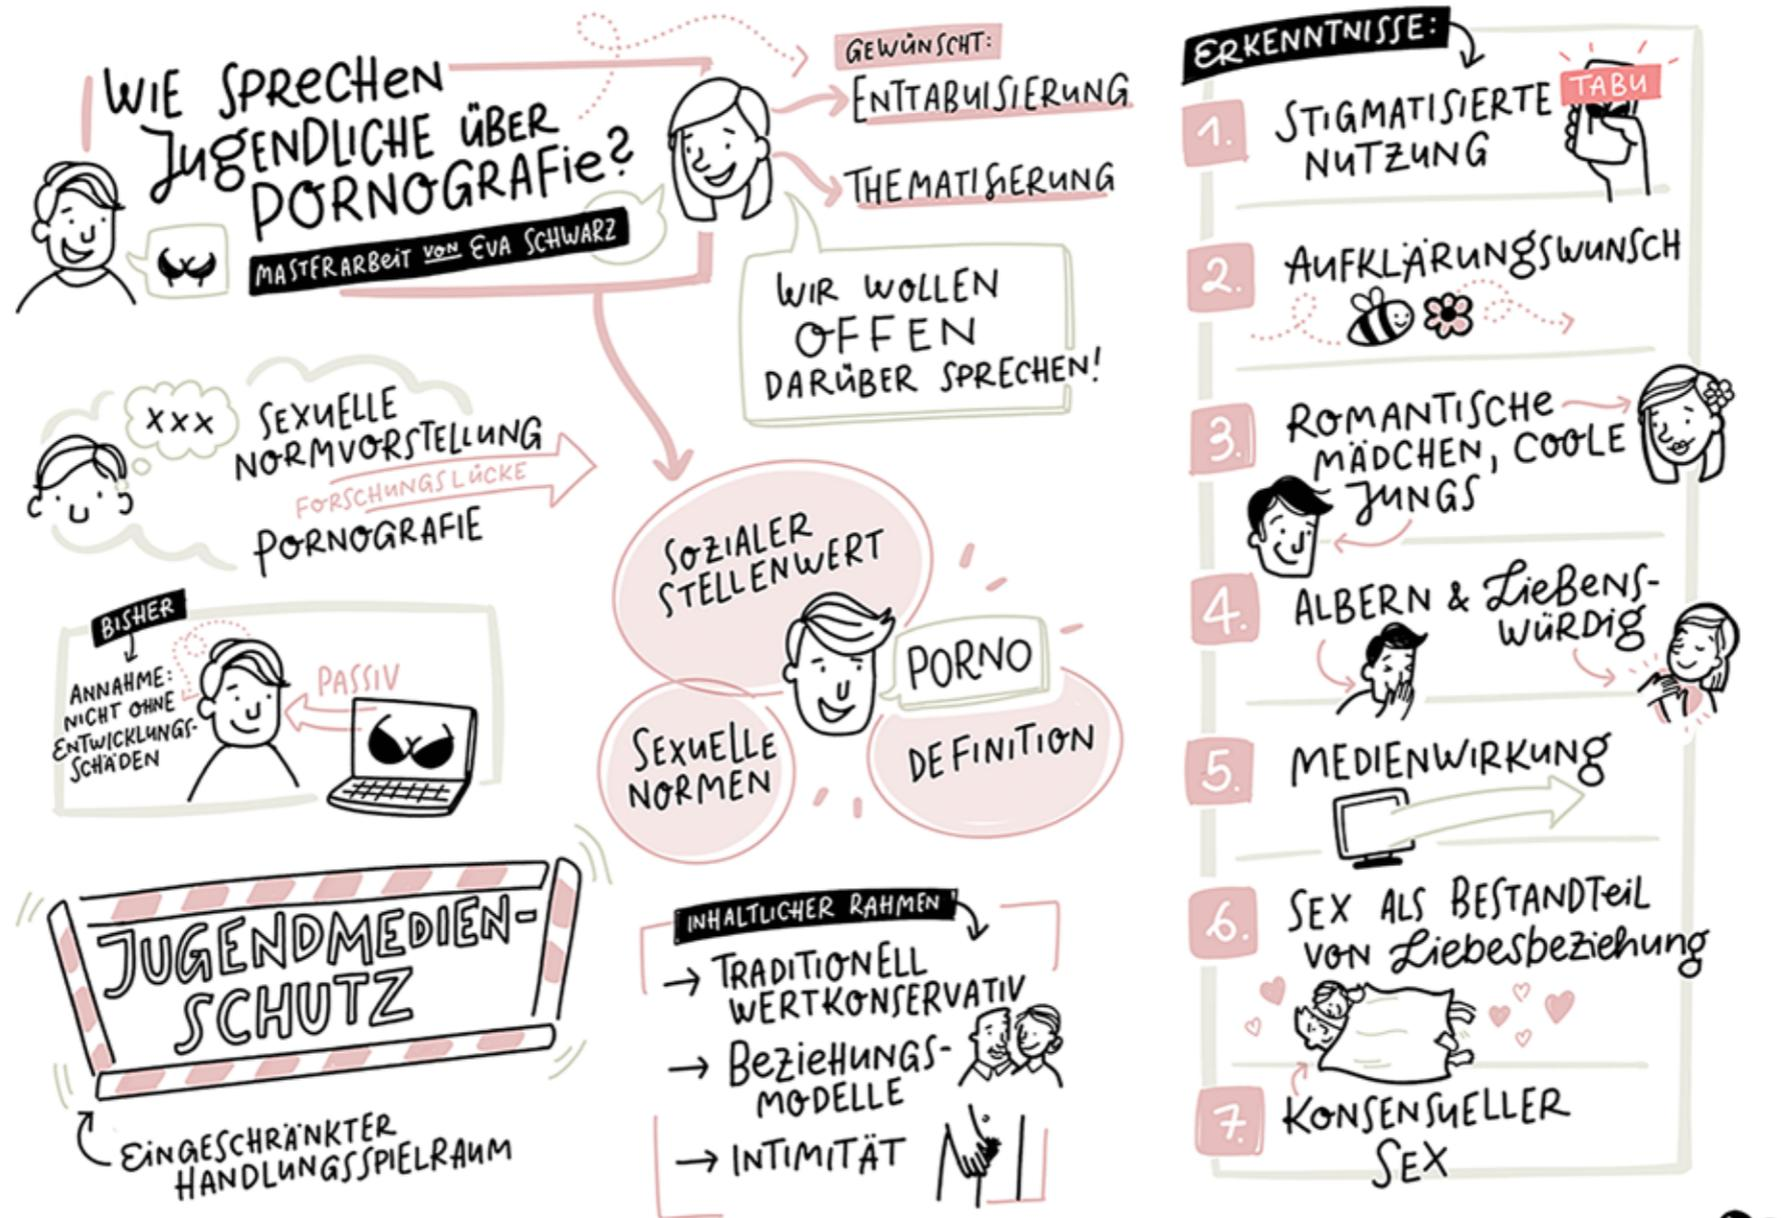 WIE SPRECHEN
JUGENDLICHE ÜBER
PORNOGRAFIE?
MASTERARBEIT VON EVA SCHWARZ
GEWÜNSCHT:
ENTTABUISIERUNG
THEMATISIERUNG
WIR WOLLEN
OFFEN
DARÜBER SPRECHEN!
XXX
SEXUELLE
NORMVORSTELLUNG
FORSCHUNGSLÜCKE
PORNOGRAFIE
BISHER
ANNAHME:
NICHT OHNE
ENTWICKLUNGS-
SCHÄDEN
PASSIV
JUGENDMEDIEN-
SCHUTZ
EINGESCHRÄNKTER
HANDLUNGSSPIELRAUM
SOZIALER
STELLENWERT
PORNO
SEXUELLE
NORMEN
DEFINITION
INHALTLICHER RAHMEN
→ TRADITIONELL
WERTKONSERVATIV
→ BEZIEHUNGS-
MODELLE
→ INTIMITÄT
ERKENNTNISSE:
1. STIGMATISIERTE
NUTZUNG
TABU
2. AUFKLÄRUNGSWUNSCH
3. ROMANTISCHE
MÄDCHEN, COOLE
JUNGS
4. ALBERN & LIEBENS-
WÜRDIG
5. MEDIENWIRKUNG
6. SEX ALS BESTANDTEIL
VON LIEBESBEZIEHUNG
7. KONSENSUELLER
SEX